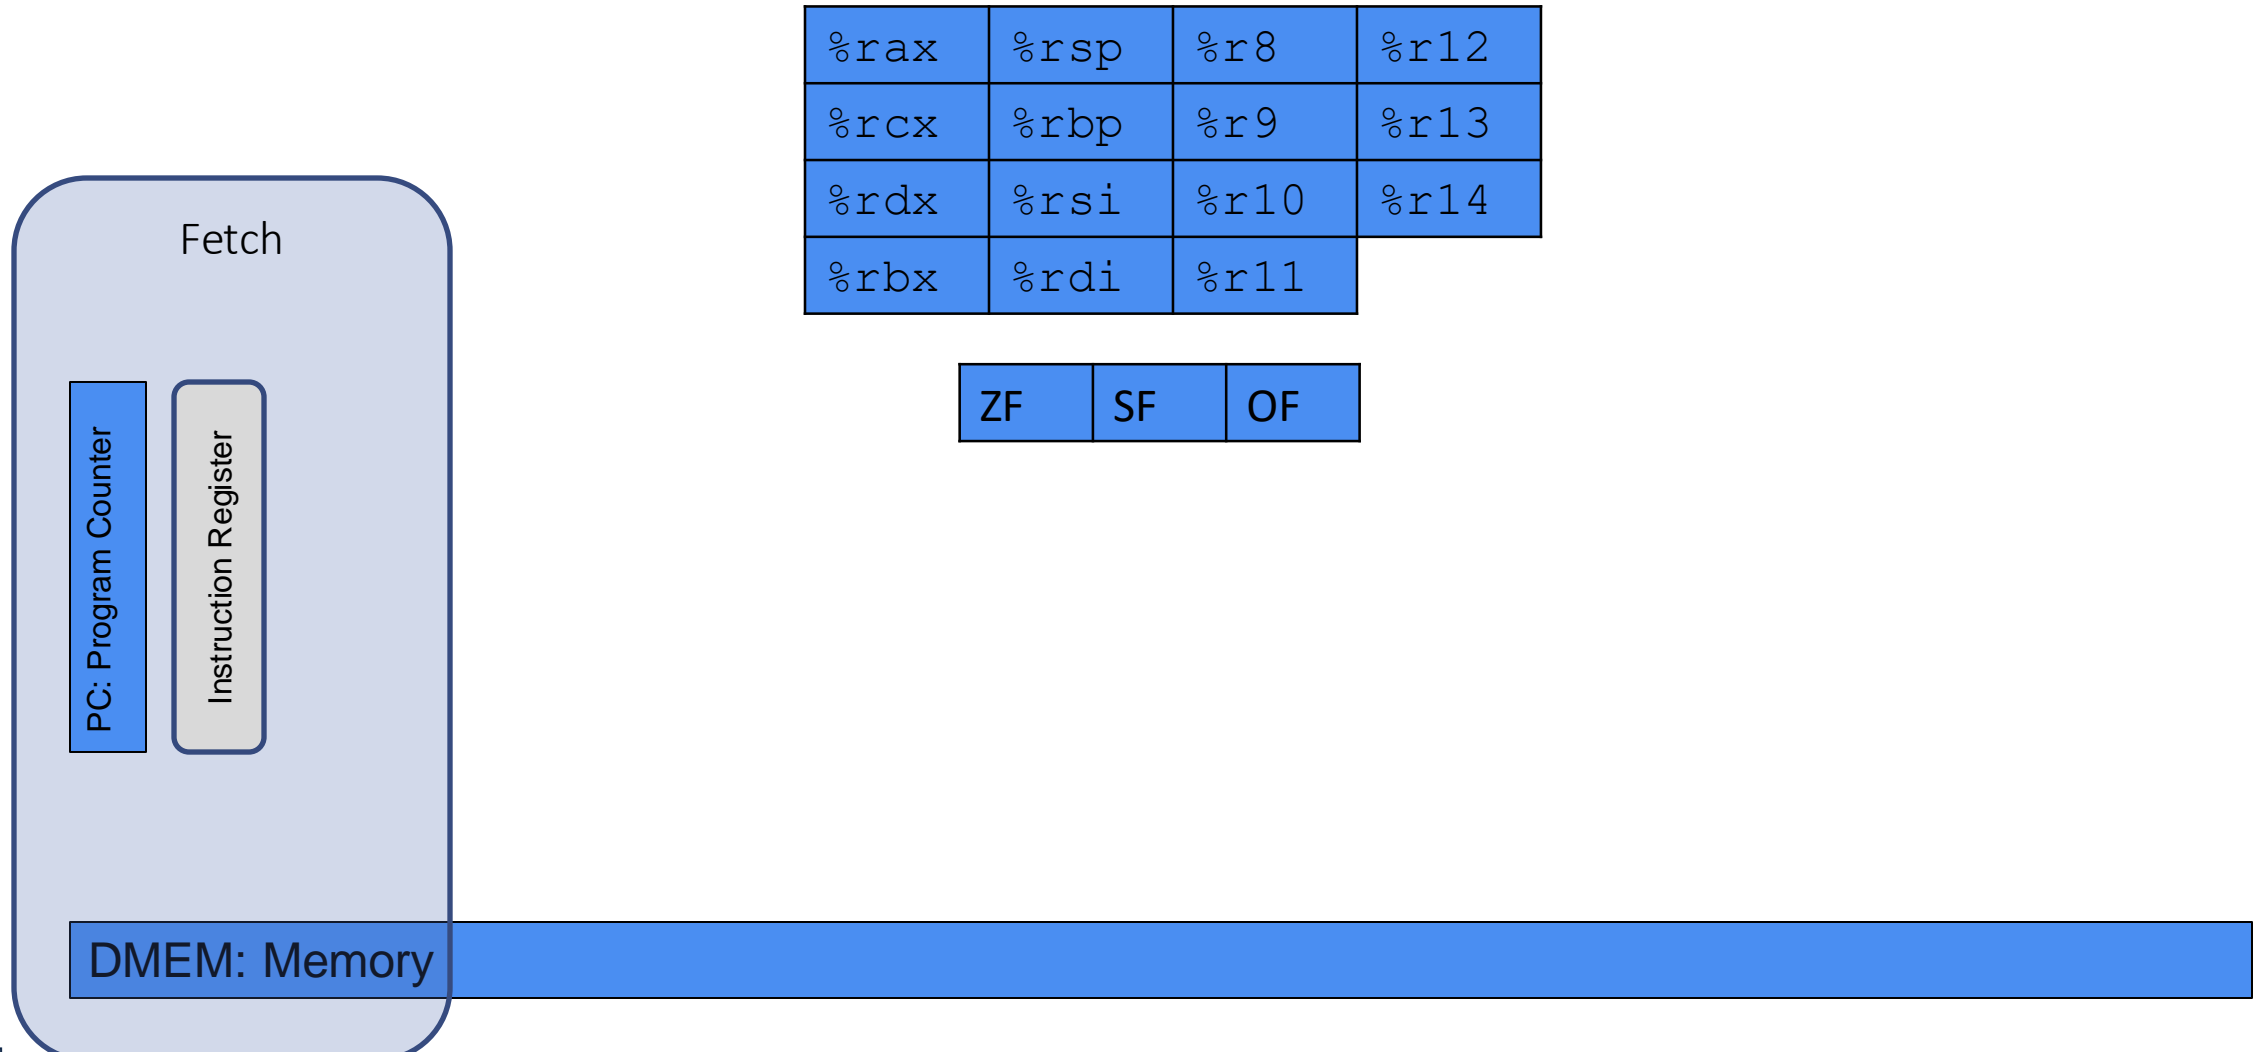 %rax %rsp %r8 %r12
%rcx %rbp %r9 %r13
%rdx %rsi %r10 %r14
%rbx %rdi %r11
Fetch
ZF SF OF
PC: Program Counter
Instruction Register
DMEM: Memory